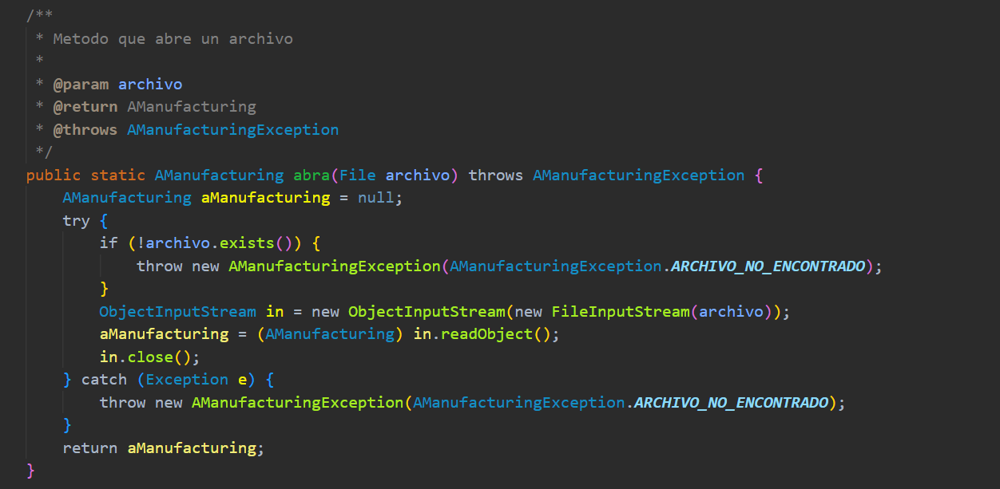 /**
 * Metodo que abre un archivo
 *
 * @param archivo
 * @return AManufacturing
 * @throws AManufacturingException
 */
public static AManufacturing abra(File archivo) throws AManufacturingException {
    AManufacturing aManufacturing = null;
    try {
        if (!archivo.exists()) {
            throw new AManufacturingException(AManufacturingException.ARCHIVO_NO_ENCONTRADO);
        }
        ObjectInputStream in = new ObjectInputStream(new FileInputStream(archivo));
        aManufacturing = (AManufacturing) in.readObject();
        in.close();
    } catch (Exception e) {
        throw new AManufacturingException(AManufacturingException.ARCHIVO_NO_ENCONTRADO);
    }
    return aManufacturing;
}